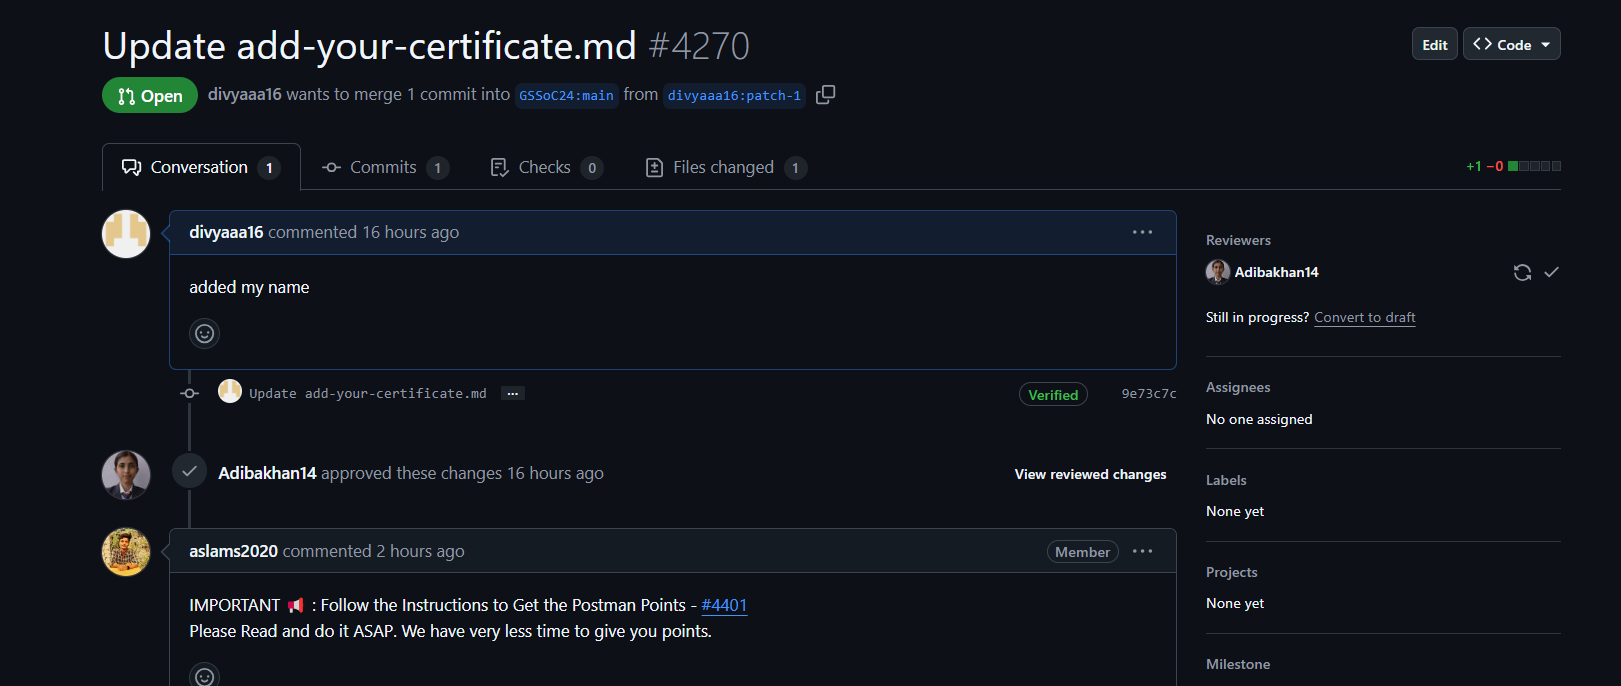 Update add-your-certificate.md #4270
Edit
<> Code
Open
divyaaa16 wants to merge 1 commit into GSSoC24:main from divyaaa16:patch-1
Conversation 1
Commits 1
Checks 0
Files changed 1
+1 −0
divyaaa16 commented 16 hours ago
added my name
Update add-your-certificate.md ...
Verified
9e73c7c
Adibakhan14 approved these changes 16 hours ago
View reviewed changes
aslams2020 commented 2 hours ago
Member
IMPORTANT 📢 : Follow the Instructions to Get the Postman Points - #4401
Please Read and do it ASAP. We have very less time to give you points.
Reviewers
Adibakhan14
Still in progress? Convert to draft
Assignees
No one assigned
Labels
None yet
Projects
None yet
Milestone